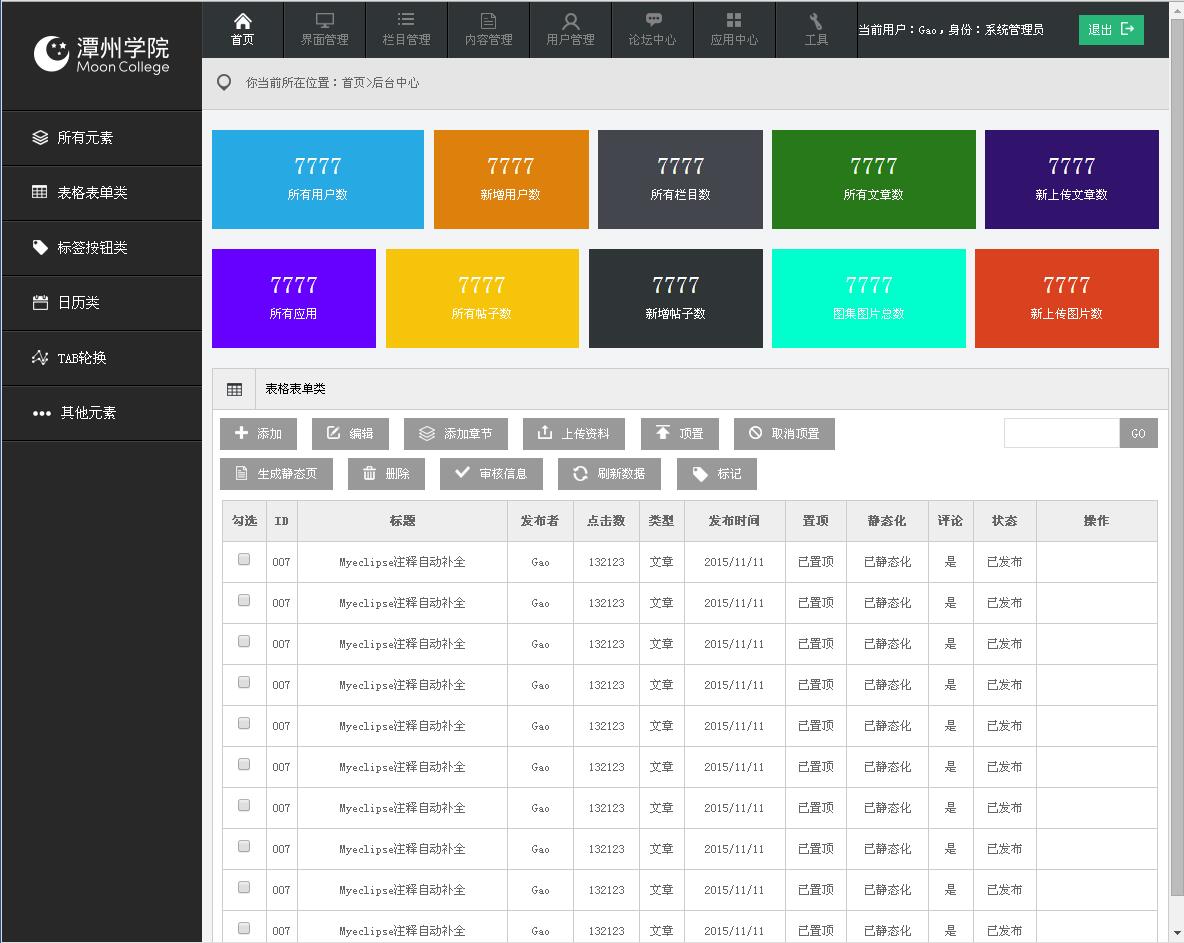 潭州学院
Moon College
首页 界面管理 栏目管理 内容管理 用户管理 论坛中心 应用中心 工具 当前用户：Gao，身份：系统管理员 退出
你当前所在位置：首页>后台中心
所有元素
表格表单类
标签按钮类
日历类
TAB轮换
其他元素
7777 7777 7777 7777 7777
所有用户数 新增用户数 所有栏目数 所有文章数 新上传文章数
7777 7777 7777 7777 7777
所有应用 所有帖子数 新增帖子数 图集图片总数 新上传图片数
表格表单类
添加 编辑 添加章节 上传资料 顶置 取消顶置 GO
生成静态页 删除 审核信息 刷新数据 标记
勾选 ID 标题 发布者 点击数 类型 发布时间 置顶 静态化 评论 状态 操作
007 Myeclipse注释自动补全 Gao 132123 文章 2015/11/11 已置顶 已静态化 是 已发布
007 Myeclipse注释自动补全 Gao 132123 文章 2015/11/11 已置顶 已静态化 是 已发布
007 Myeclipse注释自动补全 Gao 132123 文章 2015/11/11 已置顶 已静态化 是 已发布
007 Myeclipse注释自动补全 Gao 132123 文章 2015/11/11 已置顶 已静态化 是 已发布
007 Myeclipse注释自动补全 Gao 132123 文章 2015/11/11 已置顶 已静态化 是 已发布
007 Myeclipse注释自动补全 Gao 132123 文章 2015/11/11 已置顶 已静态化 是 已发布
007 Myeclipse注释自动补全 Gao 132123 文章 2015/11/11 已置顶 已静态化 是 已发布
007 Myeclipse注释自动补全 Gao 132123 文章 2015/11/11 已置顶 已静态化 是 已发布
007 Myeclipse注释自动补全 Gao 132123 文章 2015/11/11 已置顶 已静态化 是 已发布
007 Myeclipse注释自动补全 Gao 132123 文章 2015/11/11 已置顶 已静态化 是 已发布